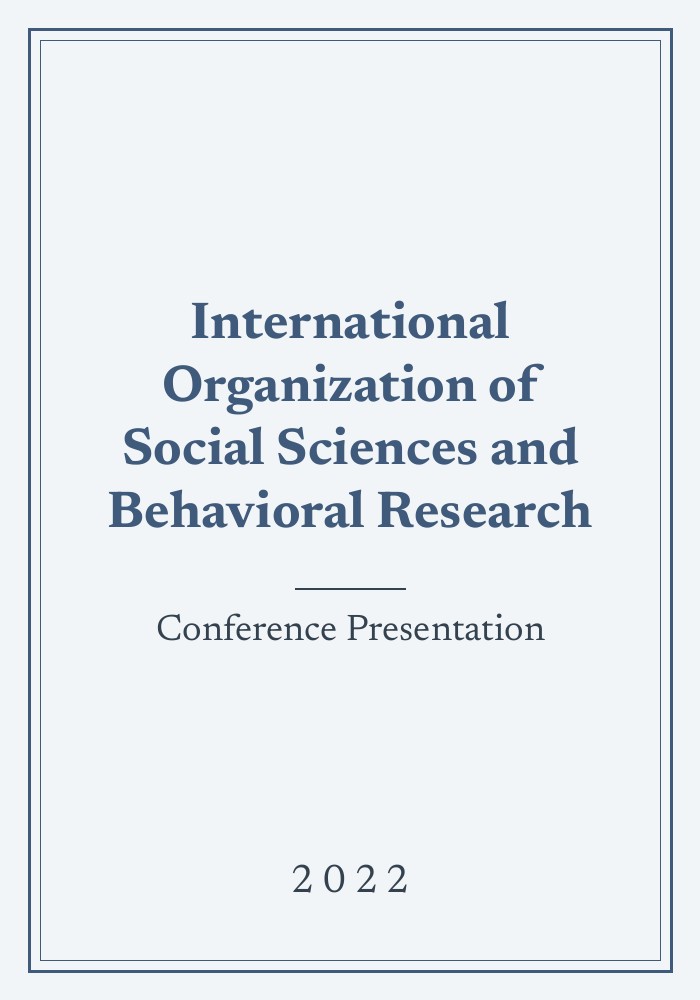 International
Organization of
Social Sciences and
Behavioral Research
Conference Presentation
2022